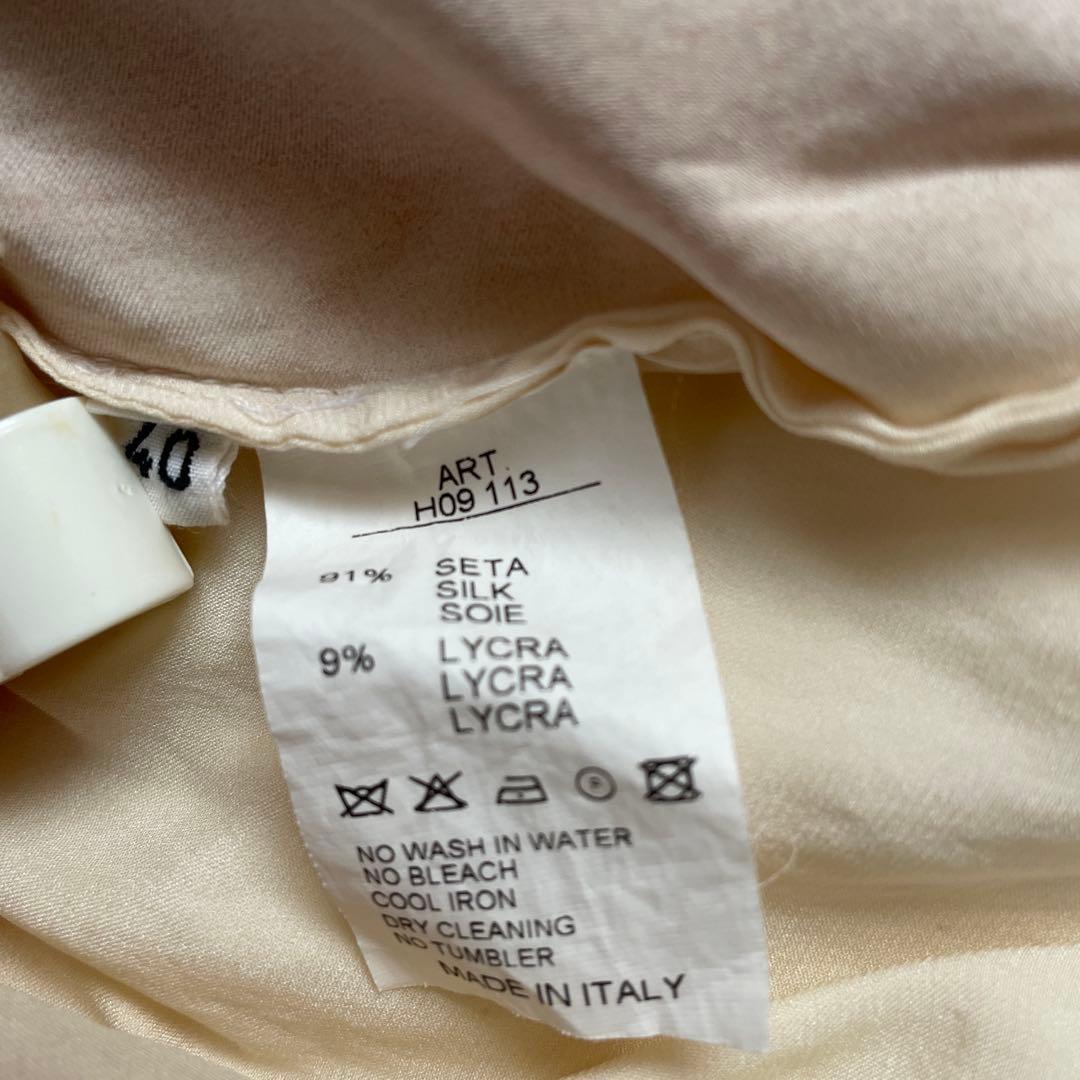 40
ART.
H09 113
91% SETA
SILK
SOIE
9% LYCRA
LYCRA
LYCRA
NO WASH IN WATER
NO BLEACH
COOL IRON
DRY CLEANING
NO TUMBLER
MADE IN ITALY